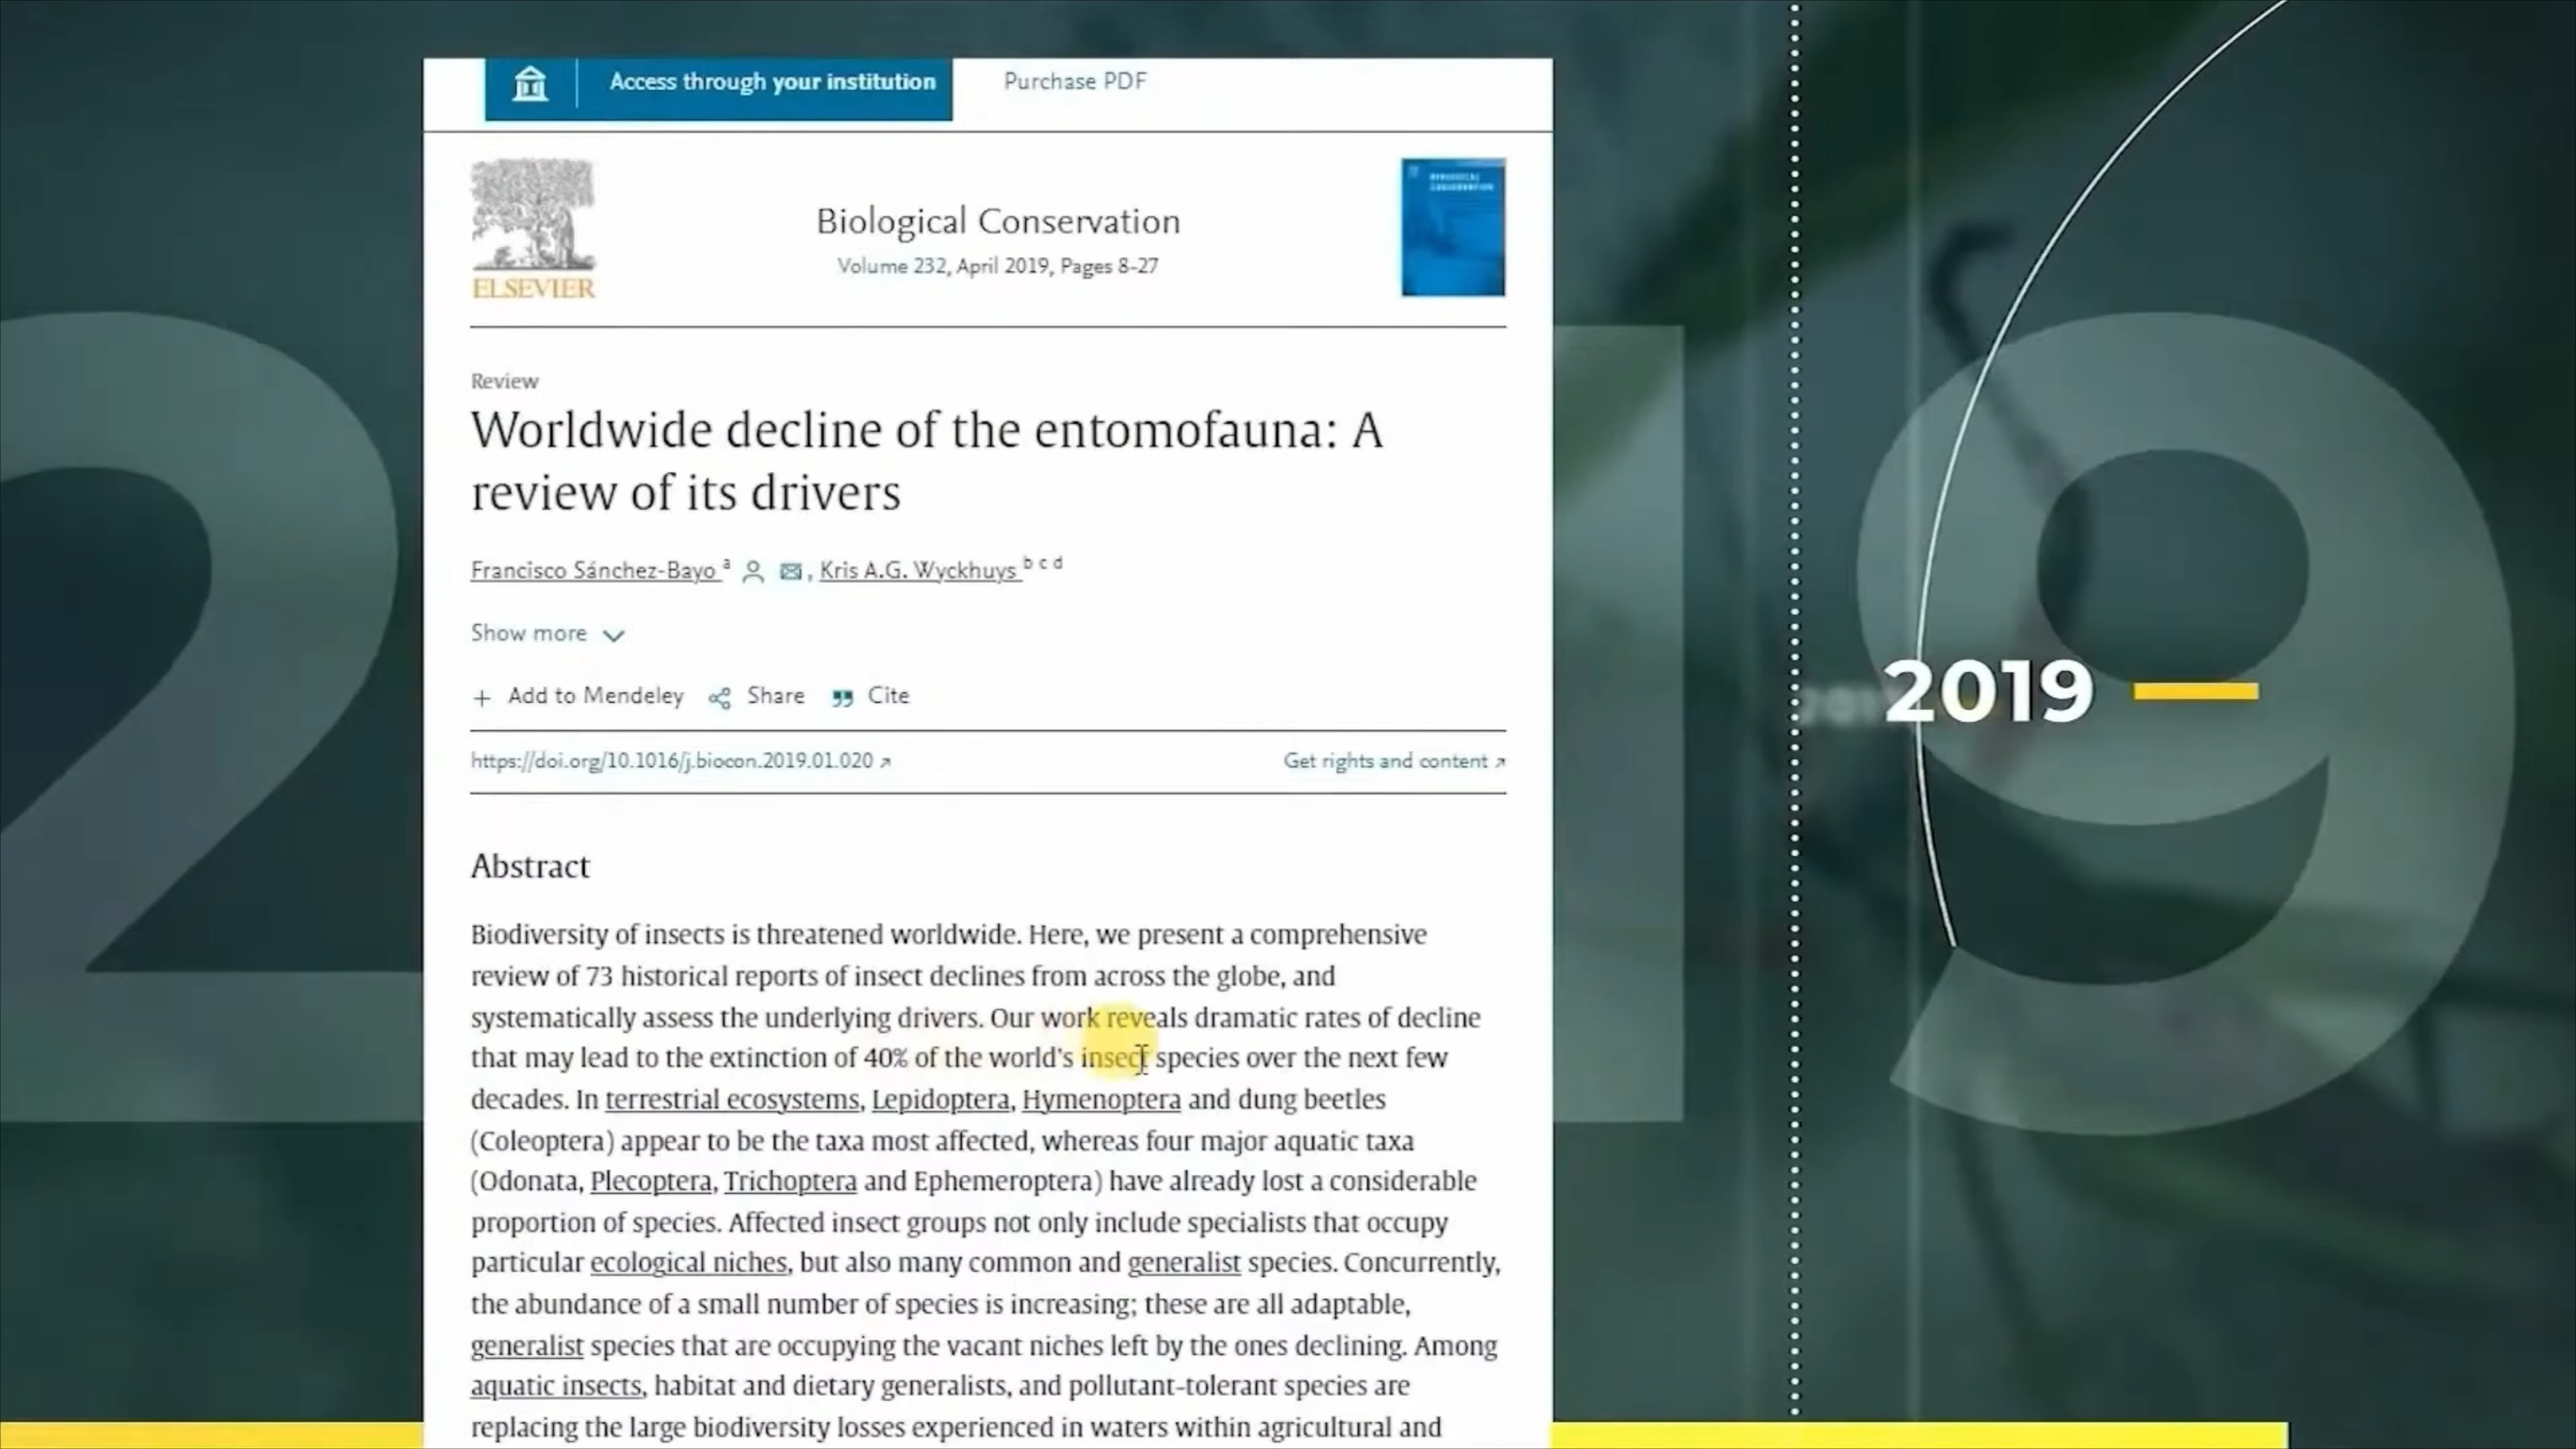 Access through your institution
Purchase PDF
ELSEVIER
Biological Conservation
Volume 232, April 2019, Pages 8-27
BIOLOGICAL
CONSERVATION
Review
Worldwide decline of the entomofauna: A
review of its drivers
Francisco Sánchez-Bayo a , Kris A.G. Wyckhuys b c d
Show more
+ Add to Mendeley Share Cite
https://doi.org/10.1016/j.biocon.2019.01.020 ↗
Get rights and content ↗
Abstract
Biodiversity of insects is threatened worldwide. Here, we present a comprehensive
review of 73 historical reports of insect declines from across the globe, and
systematically assess the underlying drivers. Our work reveals dramatic rates of decline
that may lead to the extinction of 40% of the world's insect species over the next few
decades. In terrestrial ecosystems, Lepidoptera, Hymenoptera and dung beetles
(Coleoptera) appear to be the taxa most affected, whereas four major aquatic taxa
(Odonata, Plecoptera, Trichoptera and Ephemeroptera) have already lost a considerable
proportion of species. Affected insect groups not only include specialists that occupy
particular ecological niches, but also many common and generalist species. Concurrently,
the abundance of a small number of species is increasing; these are all adaptable,
generalist species that are occupying the vacant niches left by the ones declining. Among
aquatic insects, habitat and dietary generalists, and pollutant-tolerant species are
replacing the large biodiversity losses experienced in waters within agricultural and
2019
2 19